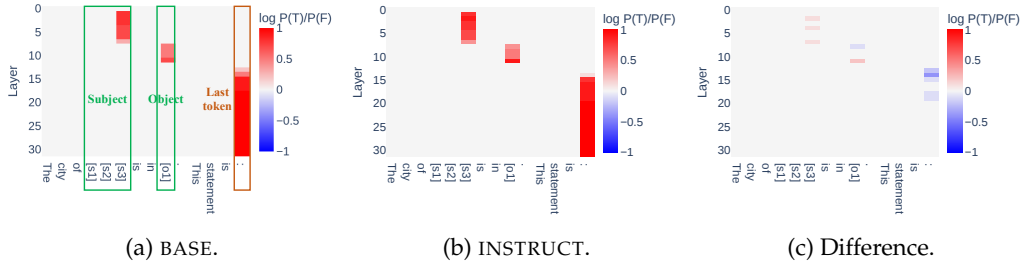 log P(T)/P(F)
0
5
10
15
20
25
30
Layer
Subject
Object
Last
token
1
0.5
0
−0.5
−1
The
city
of
[s1]
[s2]
[s3]
is
in
[o1]
.
This
statement
is
:
(a) BASE.
log P(T)/P(F)
0
5
10
15
20
25
30
Layer
1
0.5
0
−0.5
−1
The
city
of
[s1]
[s2]
[s3]
is
in
[o1]
.
This
statement
is
:
(b) INSTRUCT.
log P(T)/P(F)
0
5
10
15
20
25
30
Layer
1
0.5
0
−0.5
−1
The
city
of
[s1]
[s2]
[s3]
is
in
[o1]
.
This
statement
is
:
(c) Difference.